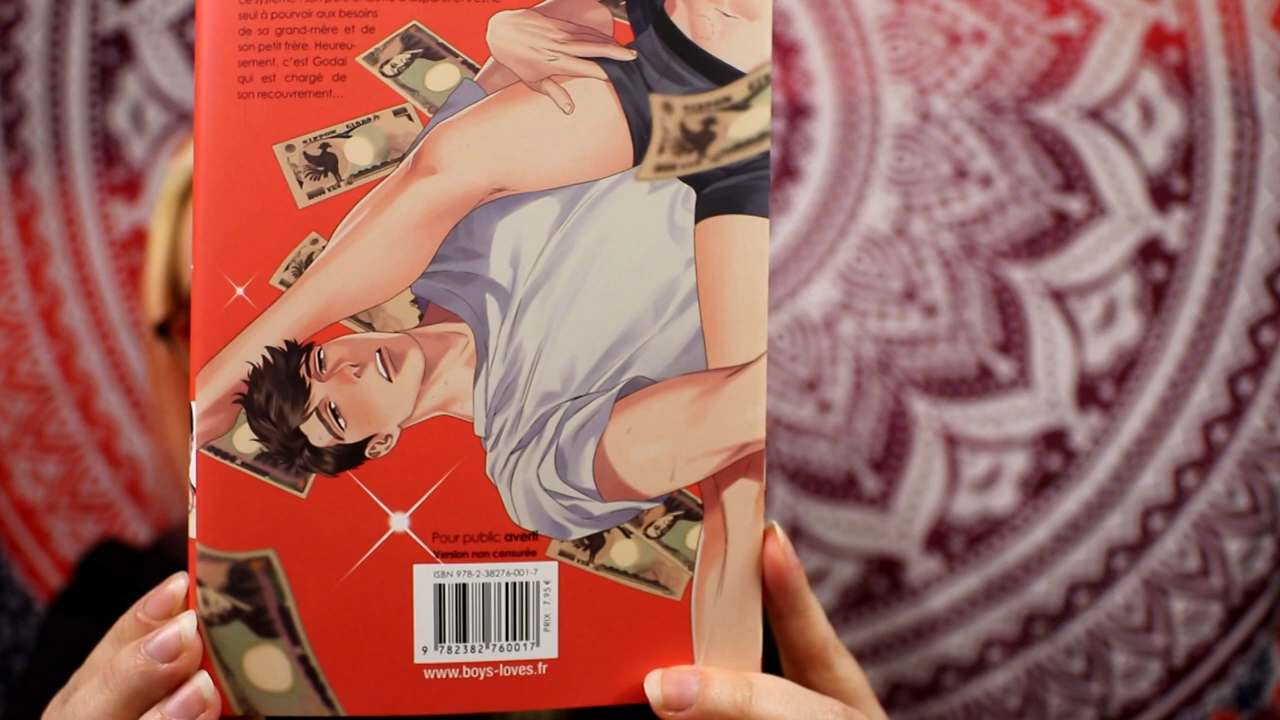 seul à pourvoir aux besoins
de sa grand-mère et de
son petit frère. Heureu-
sement, c'est Godai
qui est chargé de
son recouvrement...
Pour public averti
Version non censurée
ISBN 978-2-38276-001-7
PRIX : 7.95 €
9 782382 760017
www.boys-loves.fr